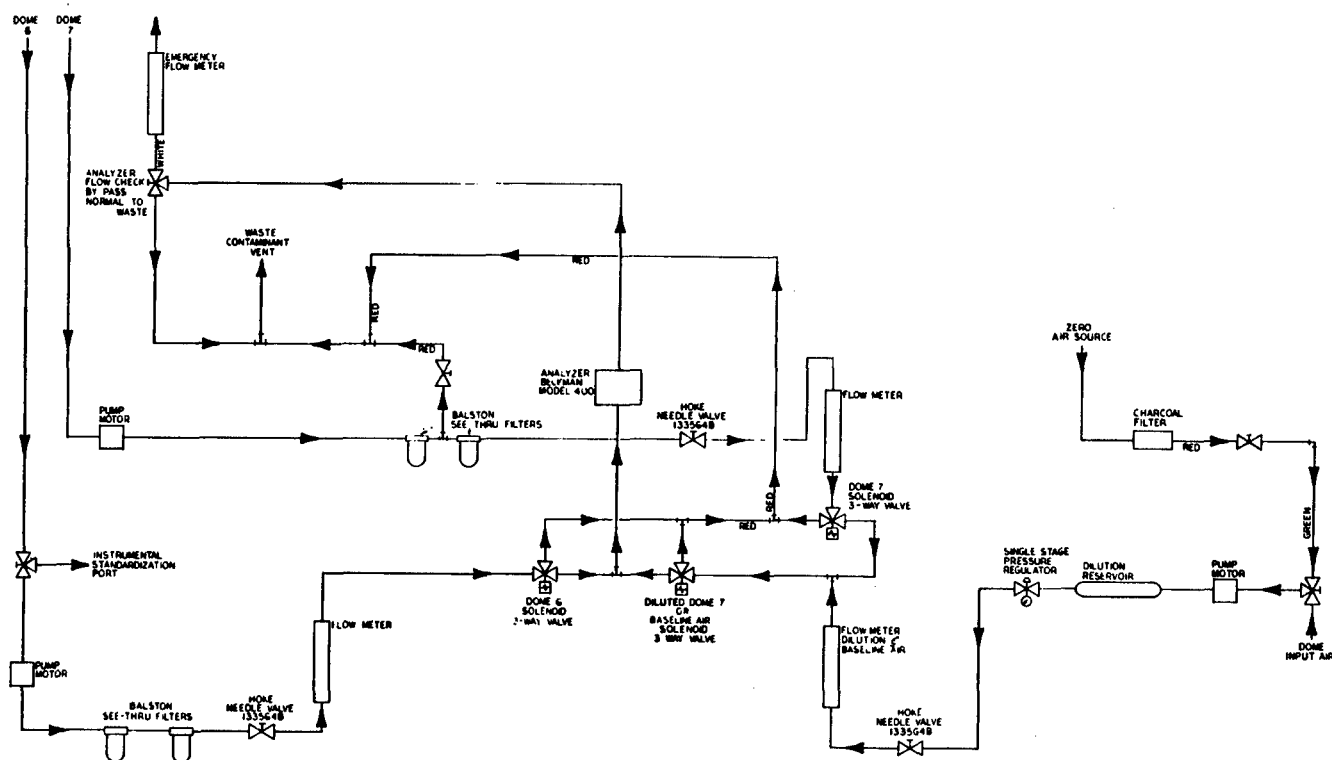 DOME
6
DOME
7
EMERGENCY
FLOW METER
WHITE
ANALYZER
FLOW CHECK
BY PASS
NORMAL TO
WASTE
WASTE
CONTAMINANT
VENT
RED
RED
RED
ZERO
AIR SOURCE
ANALYZER
BECKMAN
MODEL 400
FLOW METER
PUMP
MOTOR
BALSTON
SEE THRU FILTERS
HOKE
NEEDLE VALVE
1335G4B
CHARCOAL
FILTER
RED
DOME 7
SOLENOID
3-WAY VALVE
RED
RED
GREEN
INSTRUMENTAL
STANDARDIZATION
PORT
SINGLE STAGE
PRESSURE
REGULATOR
DILUTION
RESERVOIR
PUMP
MOTOR
DOME 6
SOLENOID
3-WAY VALVE
DILUTED DOME 7
OR
BASELINE AIR
SOLENOID
3 WAY VALVE
FLOW METER
FLOW METER
DILUTION &
BASELINE AIR
DOME
INPUT AIR
PUMP
MOTOR
BALSTON
SEE-THRU FILTERS
HOKE
NEEDLE VALVE
1335G4B
HOKE
NEEDLE VALVE
1335G4B